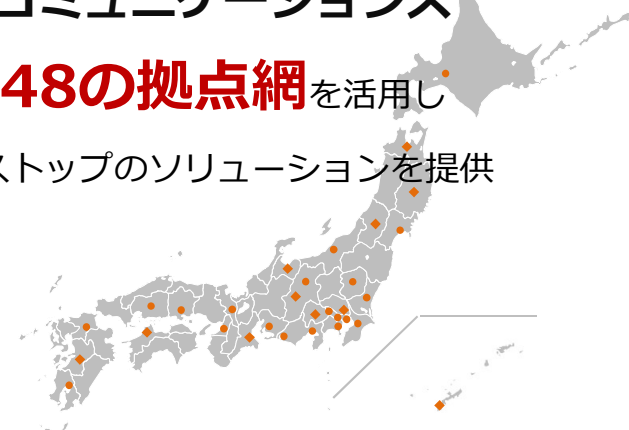 コミュニケーションズ
48の拠点網を活用し
ストップのソリューションを提供